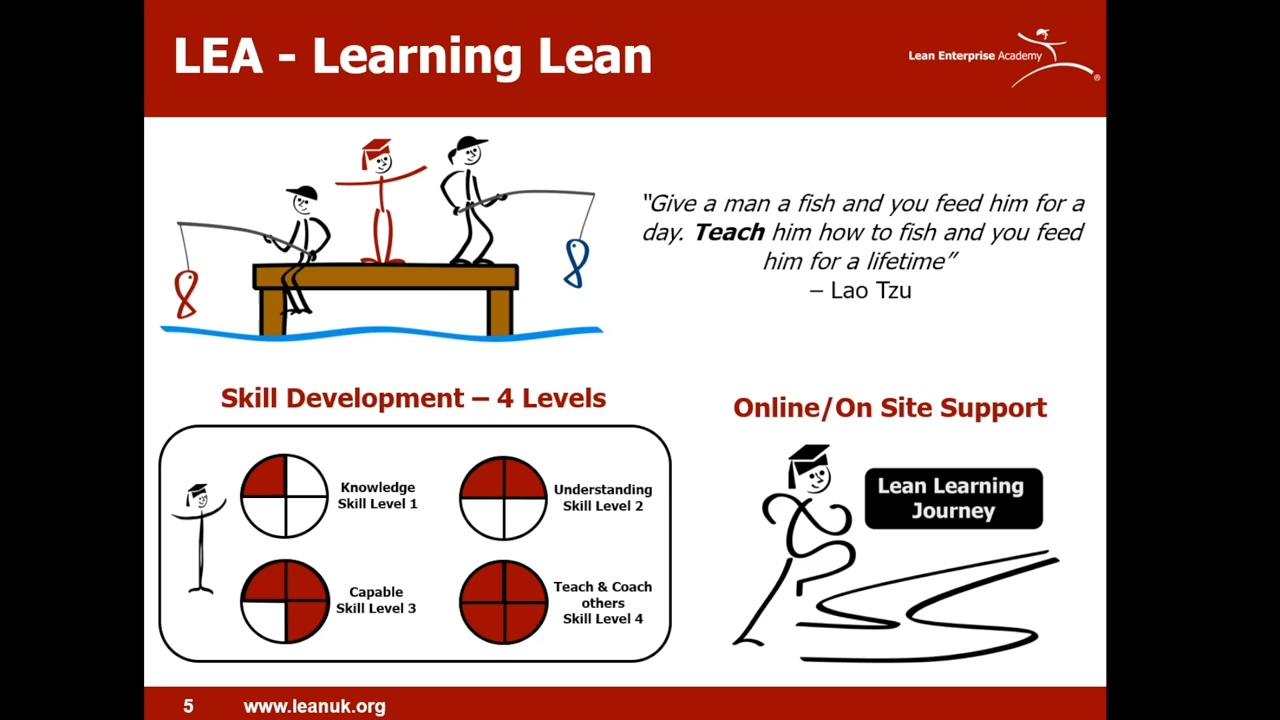 LEA - Learning Lean
Lean Enterprise Academy
®
“Give a man a fish and you feed him for a
day. Teach him how to fish and you feed
him for a lifetime”
– Lao Tzu
Skill Development – 4 Levels
Knowledge
Skill Level 1
Understanding
Skill Level 2
Capable
Skill Level 3
Teach & Coach
others
Skill Level 4
Online/On Site Support
Lean Learning
Journey
5
www.leanuk.org